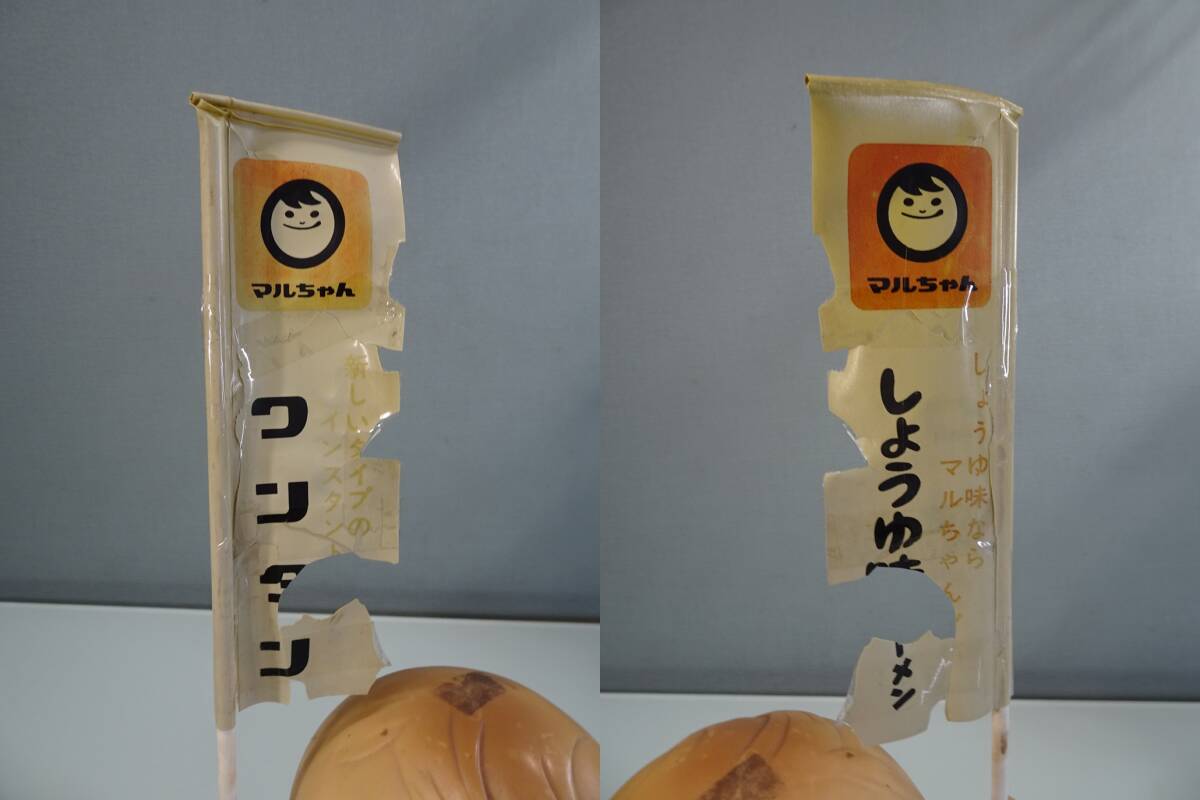 マルちゃん
新しいタイプの
インスタント
ワンタン
マルちゃん
しょうゆ味なら
マルちゃん
しょうゆ味
ーメン